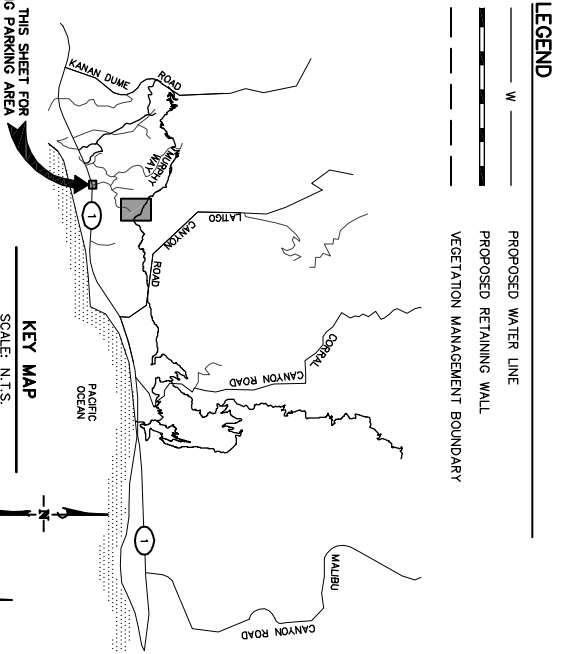 LEGEND
W
PROPOSED WATER LINE
PROPOSED RETAINING WALL
VEGETATION MANAGEMENT BOUNDARY
KANAN DUME ROAD
MURPHY
WAY
LATIGO
CANYON
ROAD
CORRAL
CANYON ROAD
MALIBU
CANYON ROAD
1
1
PACIFIC
OCEAN
THIS SHEET FOR
G PARKING AREA
KEY MAP
SCALE: N.T.S.
N